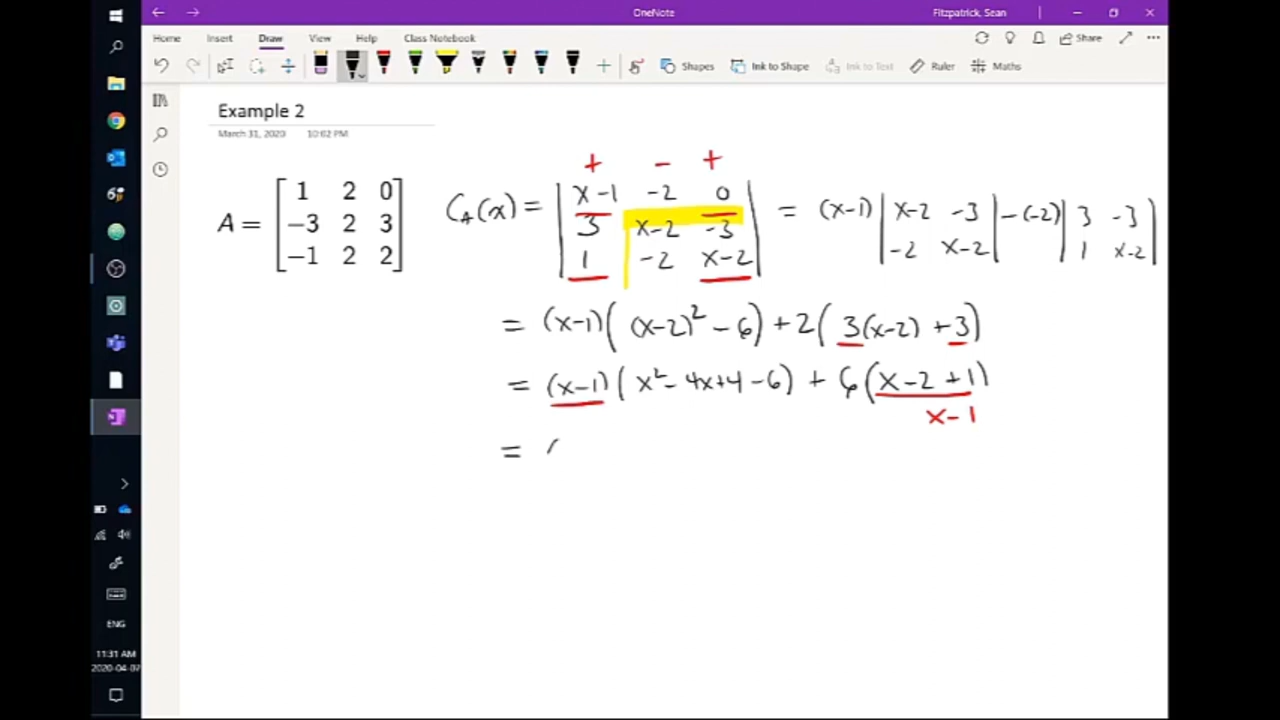 OneNote
Fitzpatrick, Sean
Home Insert Draw View Help Class Notebook
Share
Shapes Ink to Shape Ink to Text Ruler Maths
Example 2
March 31, 2020 10:02 PM
+ - +
A = [1 2 0; -3 2 3; -1 2 2]
C_A(x) = |x-1 -2 0; 3 x-2 -3; 1 -2 x-2| = (x-1)|x-2 -3; -2 x-2| -(-2)|3 -3; 1 x-2|
= (x-1)((x-2)² - 6) + 2(3(x-2) + 3)
= (x-1)(x² - 4x+4 - 6) + 6(x-2+1)
x-1
= (
ENG
11:31 AM
2020-04-07